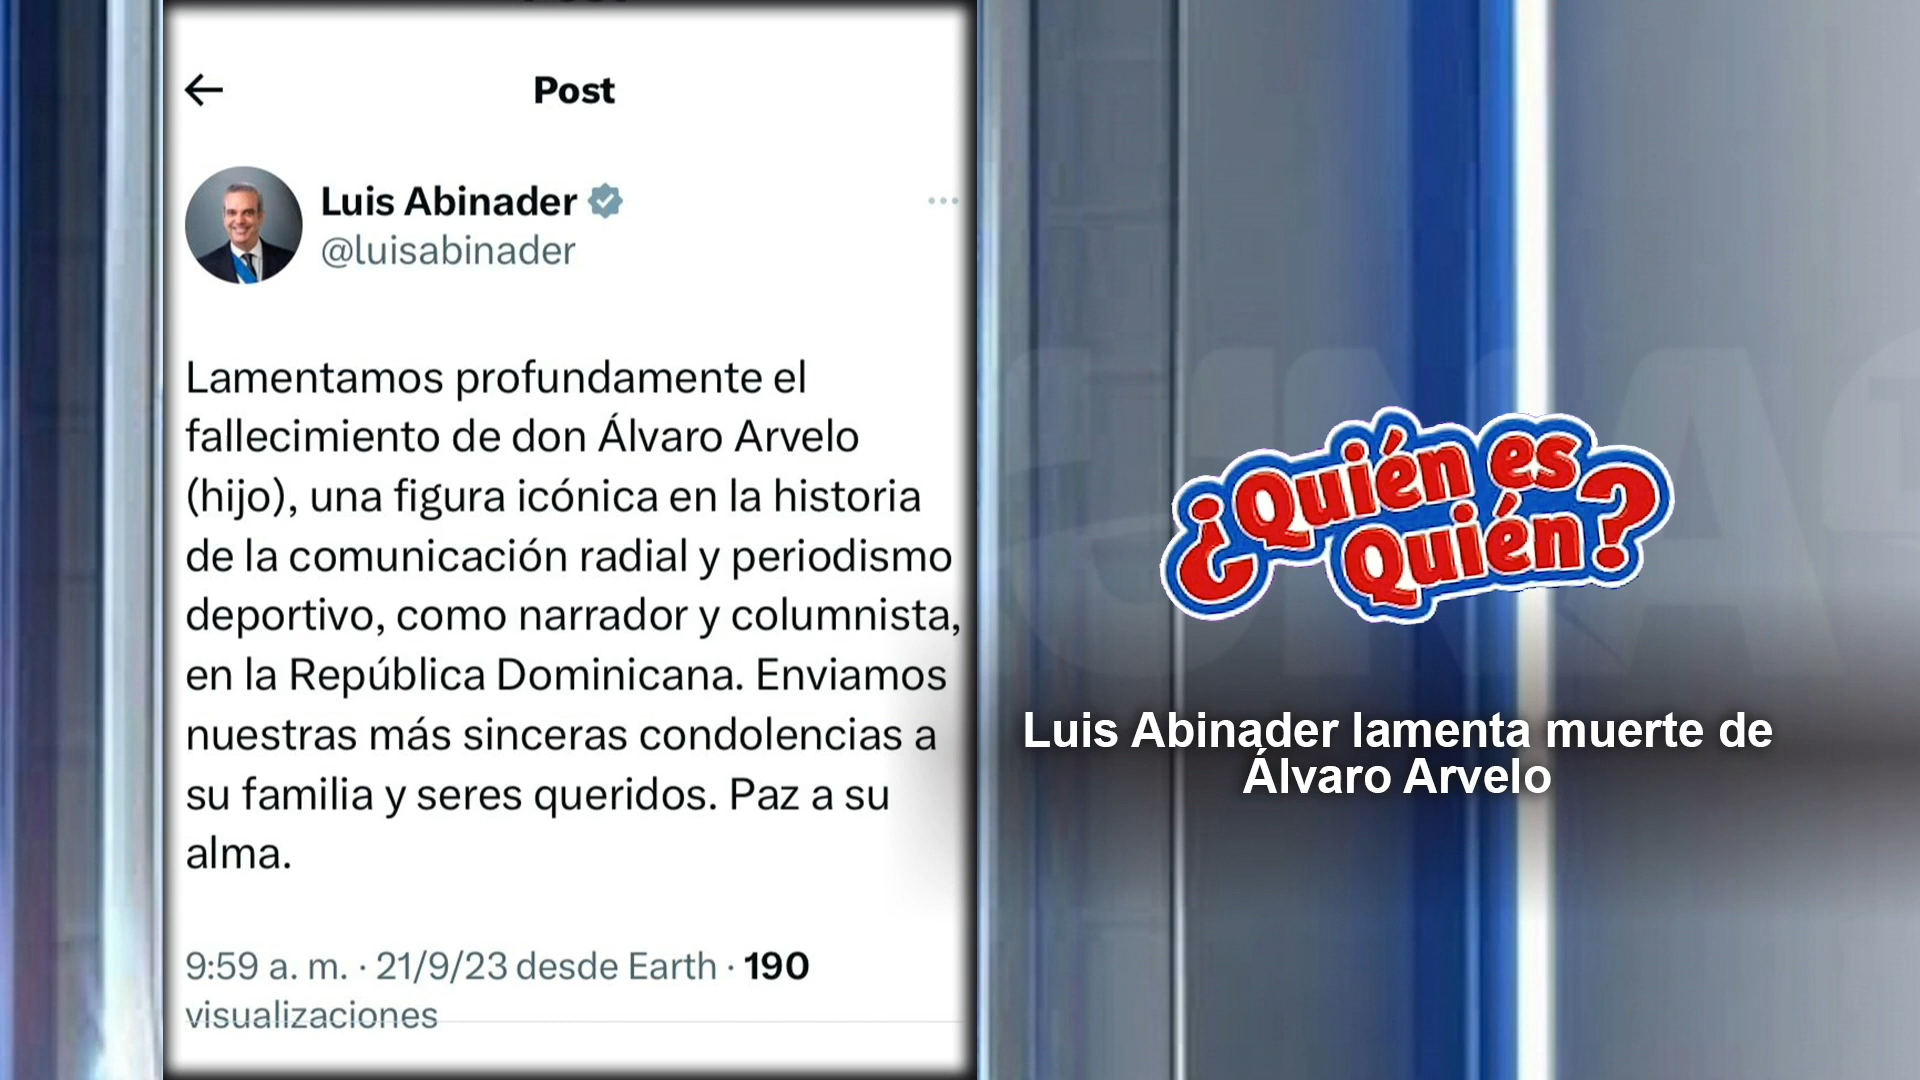 Post
Luis Abinader
@luisabinader
Lamentamos profundamente el
fallecimiento de don Álvaro Arvelo
(hijo), una figura icónica en la historia
de la comunicación radial y periodismo
deportivo, como narrador y columnista,
en la República Dominicana. Enviamos
nuestras más sinceras condolencias a
su familia y seres queridos. Paz a su
alma.
9:59 a. m. · 21/9/23 desde Earth · 190
visualizaciones
¿Quién es
Quién?
Luis Abinader lamenta muerte de
Álvaro Arvelo